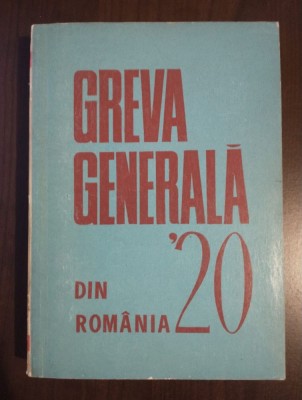 GREVA
GENERALĂ
DIN
ROMÂNIA '20